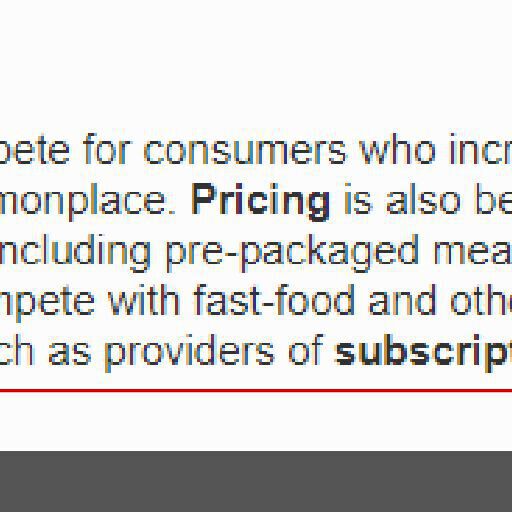 pete for consumers who incr
monplace. Pricing is also be
ncluding pre-packaged mea
mpete with fast-food and othe
ch as providers of subscript